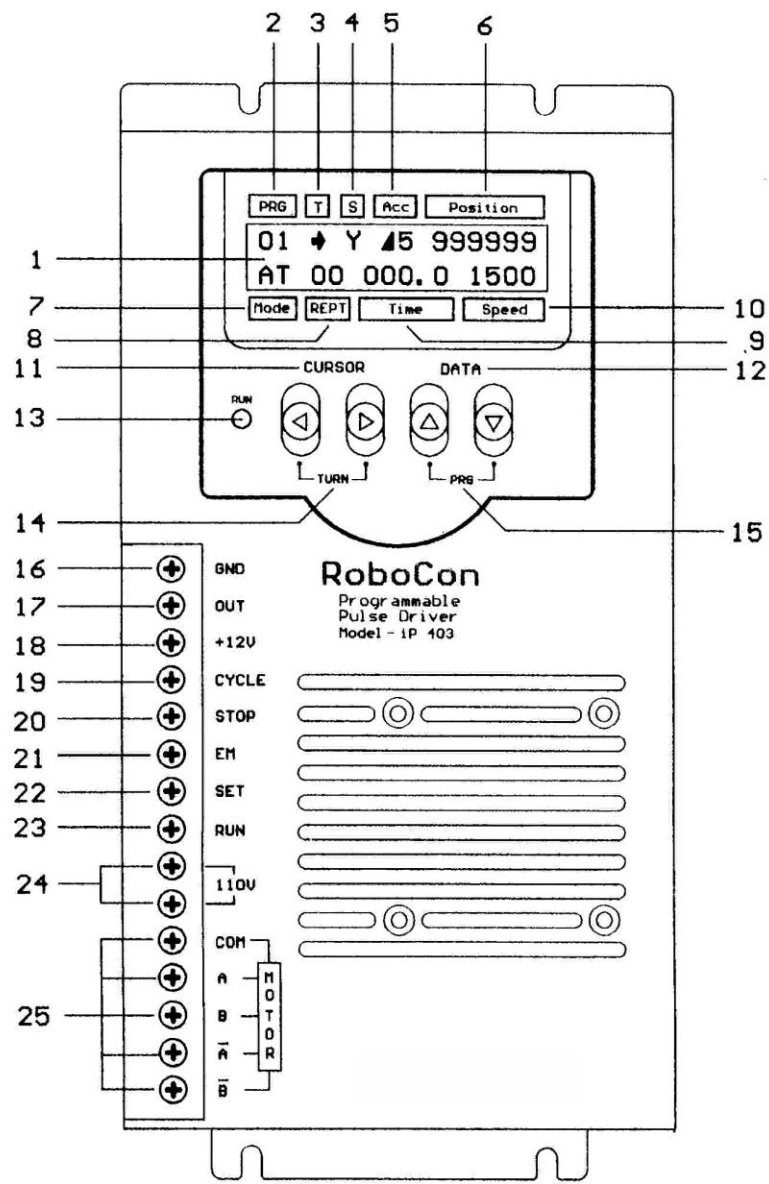 2 3 4 5 6
PRG T S Acc Position
01 ➧ Y ◢5 999999
1
AT 00 000.0 1500
7 Mode REPT Time Speed 10
8 9
11 CURSOR DATA 12
RUN
13
TURN PRG
14 15
16 GND
RoboCon
17 OUT
Programmable
Pulse Driver
18 +12V
Model - iP 403
19 CYCLE
20 STOP
21 EM
22 SET
23 RUN
24 110V
COM
A
25 B
A̅
B̅
MOTOR